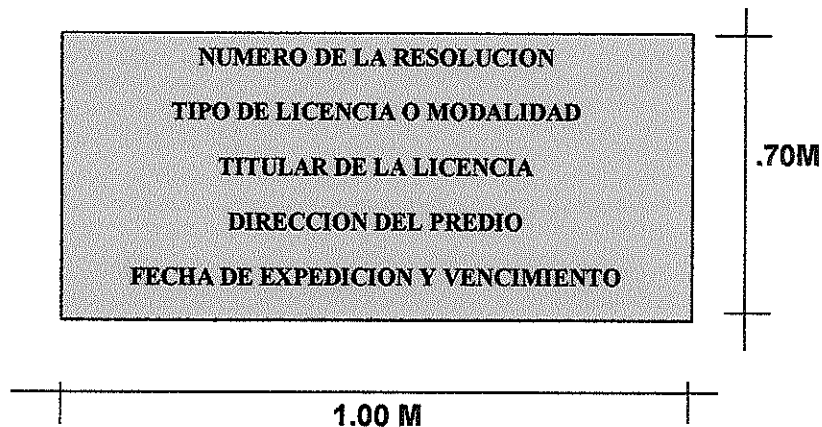 NUMERO DE LA RESOLUCION
TIPO DE LICENCIA O MODALIDAD
TITULAR DE LA LICENCIA
DIRECCION DEL PREDIO
FECHA DE EXPEDICION Y VENCIMIENTO
.70M
1.00 M